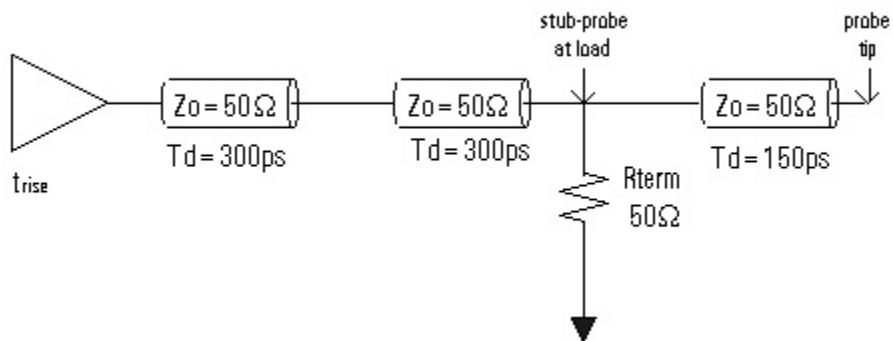 stub-probe
at load
probe
tip
Zo = 50Ω
Zo = 50Ω
Zo = 50Ω
Td = 300ps
Td = 300ps
Td = 150ps
trise
Rterm
50Ω